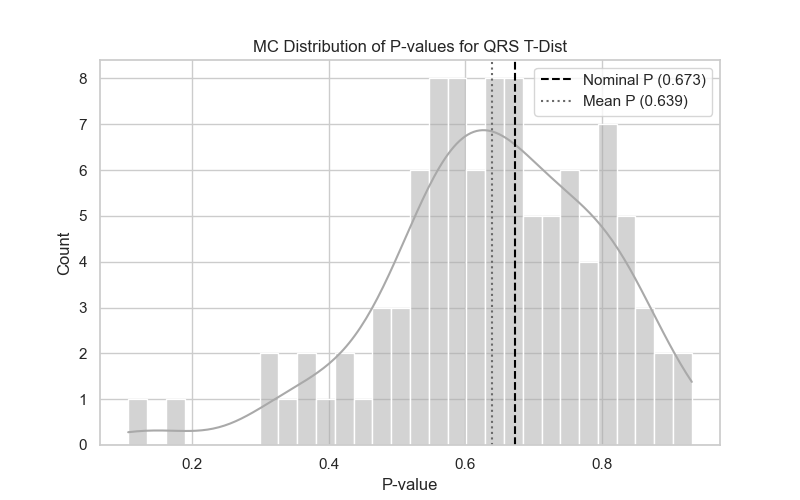 MC Distribution of P-values for QRS T-Dist
Nominal P (0.673)
Mean P (0.639)
Count
8
7
6
5
4
3
2
1
0
0.2 0.4 0.6 0.8
P-value